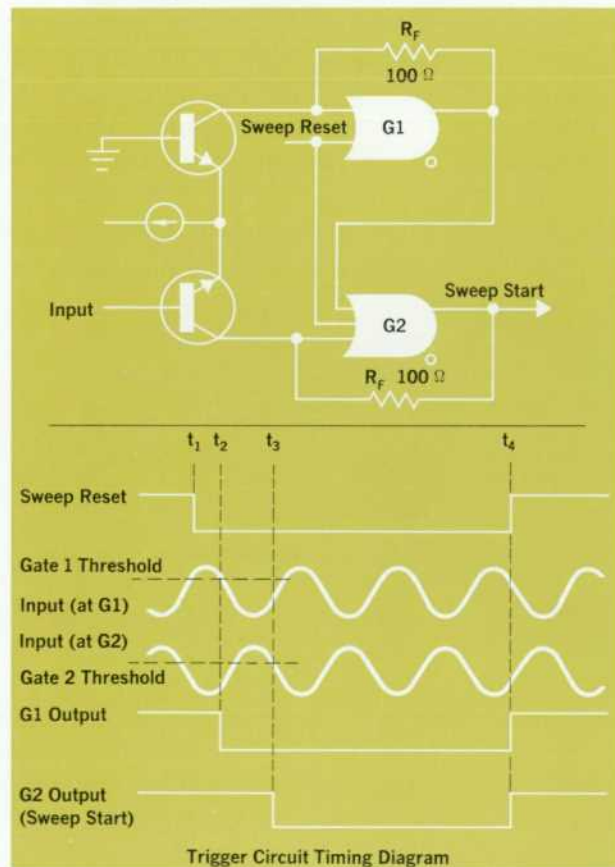 R_F
100 Ω
Sweep Reset
G1
Input
G2
Sweep Start
R_F 100 Ω
t₁ t₂ t₃ t₄
Sweep Reset
Gate 1 Threshold
Input (at G1)
Input (at G2)
Gate 2 Threshold
G1 Output
G2 Output
(Sweep Start)
Trigger Circuit Timing Diagram